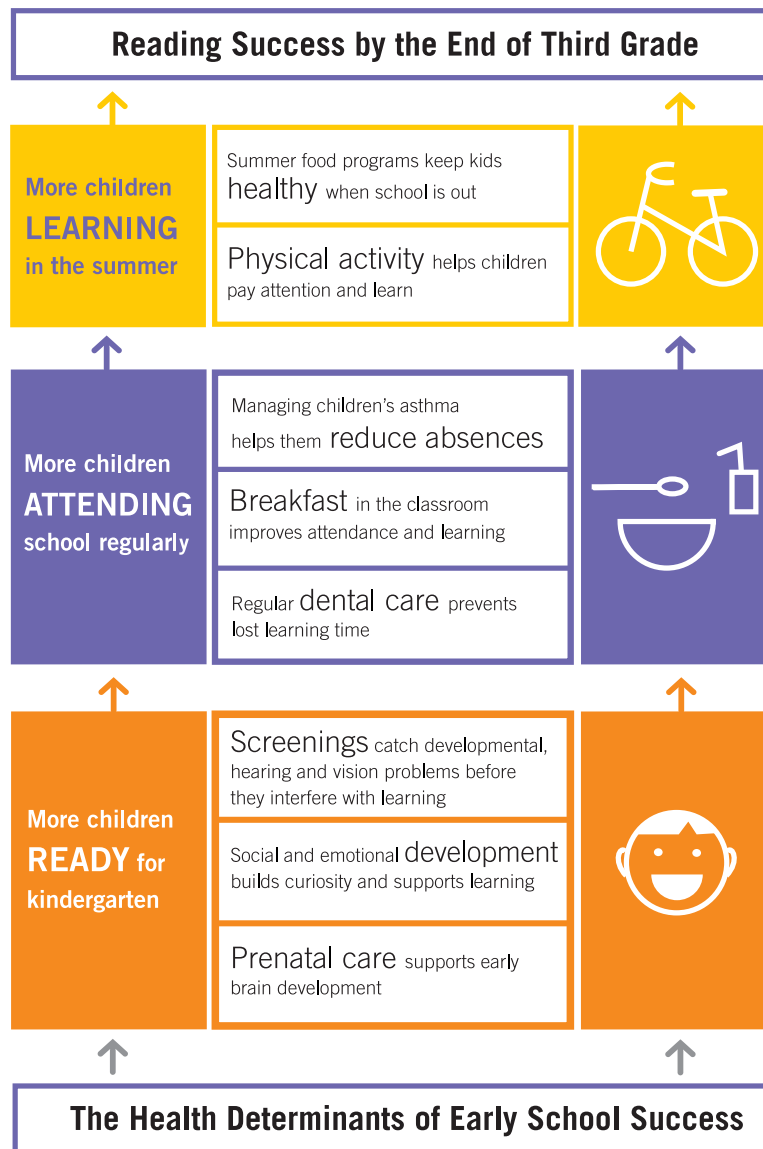 Reading Success by the End of Third Grade
More children
LEARNING
in the summer
Summer food programs keep kids
healthy when school is out
Physical activity helps children
pay attention and learn
More children
ATTENDING
school regularly
Managing children’s asthma
helps them reduce absences
Breakfast in the classroom
improves attendance and learning
Regular dental care prevents
lost learning time
More children
READY for
kindergarten
Screenings catch developmental,
hearing and vision problems before
they interfere with learning
Social and emotional development
builds curiosity and supports learning
Prenatal care supports early
brain development
The Health Determinants of Early School Success